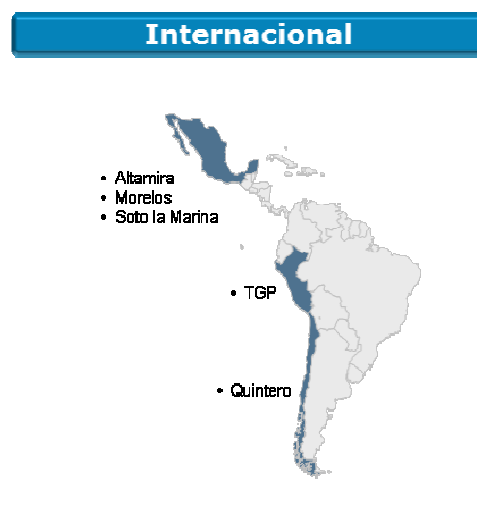 Internacional
• Altamira
• Morelos
• Soto la Marina
• TGP
• Quintero